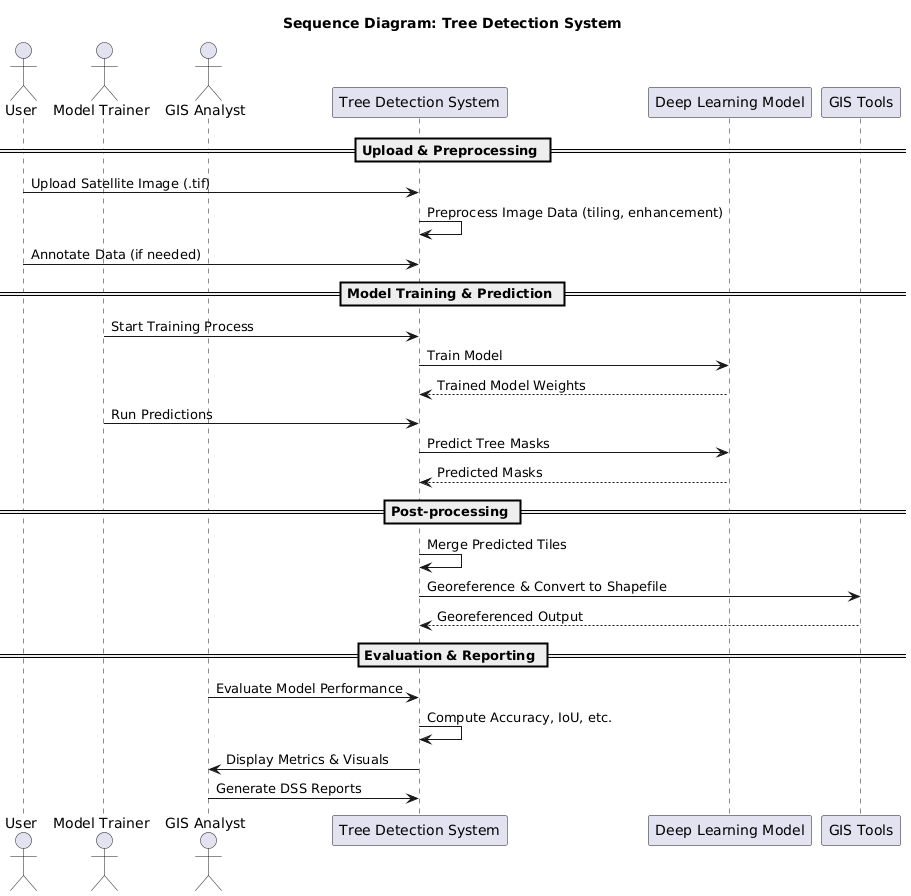 Sequence Diagram: Tree Detection System
User
Model Trainer
GIS Analyst
Tree Detection System
Deep Learning Model
GIS Tools
Upload & Preprocessing
Upload Satellite Image (.tif)
Preprocess Image Data (tiling, enhancement)
Annotate Data (if needed)
Model Training & Prediction
Start Training Process
Train Model
Trained Model Weights
Run Predictions
Predict Tree Masks
Predicted Masks
Post-processing
Merge Predicted Tiles
Georeference & Convert to Shapefile
Georeferenced Output
Evaluation & Reporting
Evaluate Model Performance
Compute Accuracy, IoU, etc.
Display Metrics & Visuals
Generate DSS Reports
User
Model Trainer
GIS Analyst
Tree Detection System
Deep Learning Model
GIS Tools